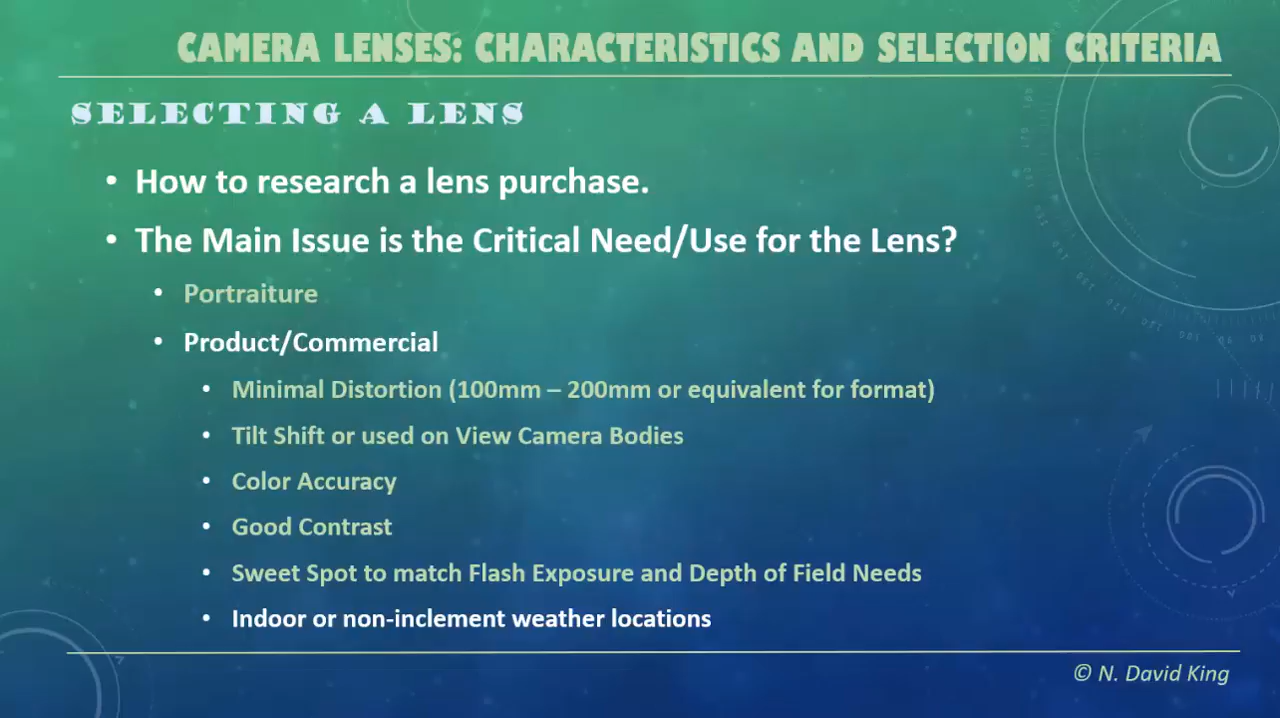 CAMERA LENSES: CHARACTERISTICS AND SELECTION CRITERIA
SELECTING A LENS
• How to research a lens purchase.
• The Main Issue is the Critical Need/Use for the Lens?
• Portraiture
• Product/Commercial
• Minimal Distortion (100mm – 200mm or equivalent for format)
• Tilt Shift or used on View Camera Bodies
• Color Accuracy
• Good Contrast
• Sweet Spot to match Flash Exposure and Depth of Field Needs
• Indoor or non-inclement weather locations
© N. David King